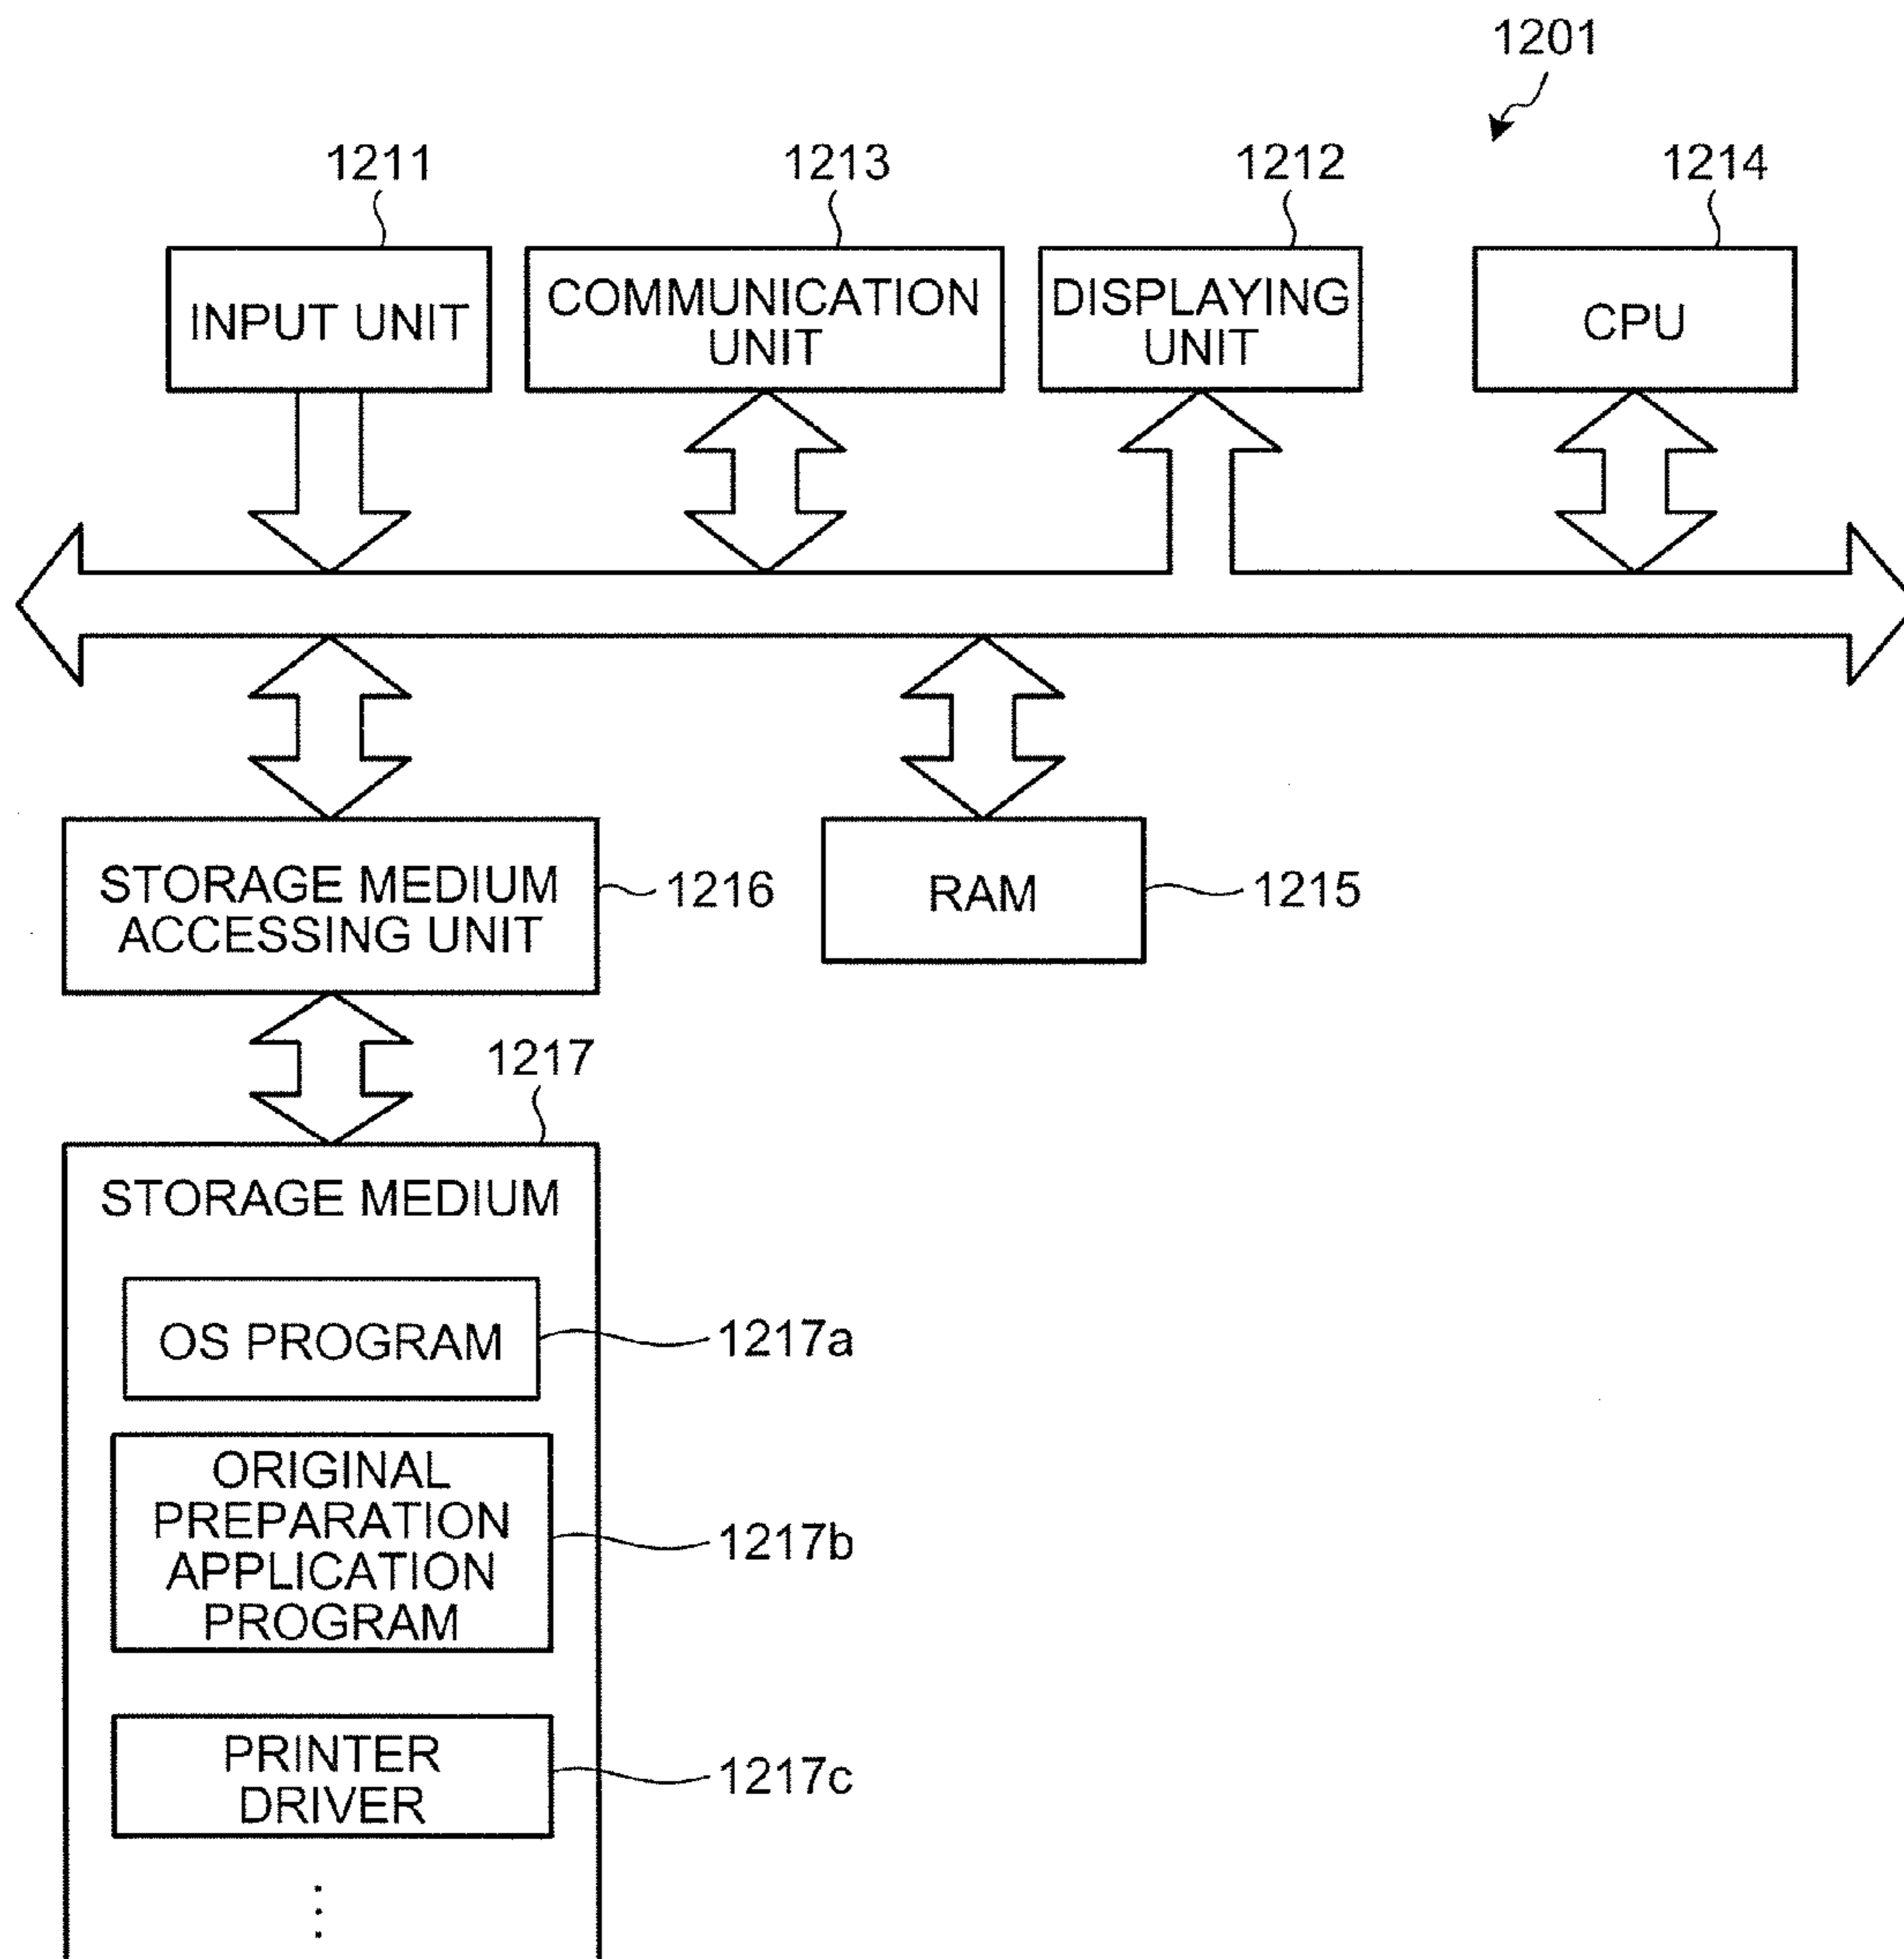 1201
1211
1213
1212
1214
INPUT UNIT
COMMUNICATION
UNIT
DISPLAYING
UNIT
CPU
STORAGE MEDIUM
ACCESSING UNIT
1216
RAM
1215
1217
STORAGE MEDIUM
OS PROGRAM
1217a
ORIGINAL
PREPARATION
APPLICATION
PROGRAM
1217b
PRINTER
DRIVER
1217c